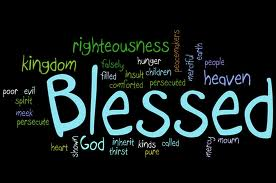 righteousness
peacemakers
earth
kingdom
falsely
hunger
merciful
people
filled
insult
children
heaven
comforted
persecuted
poor
evil
spirit
Blessed
meek
persecute
heart
shown
God
inherit
kinds
called
thirst
pure
mercy
mourn